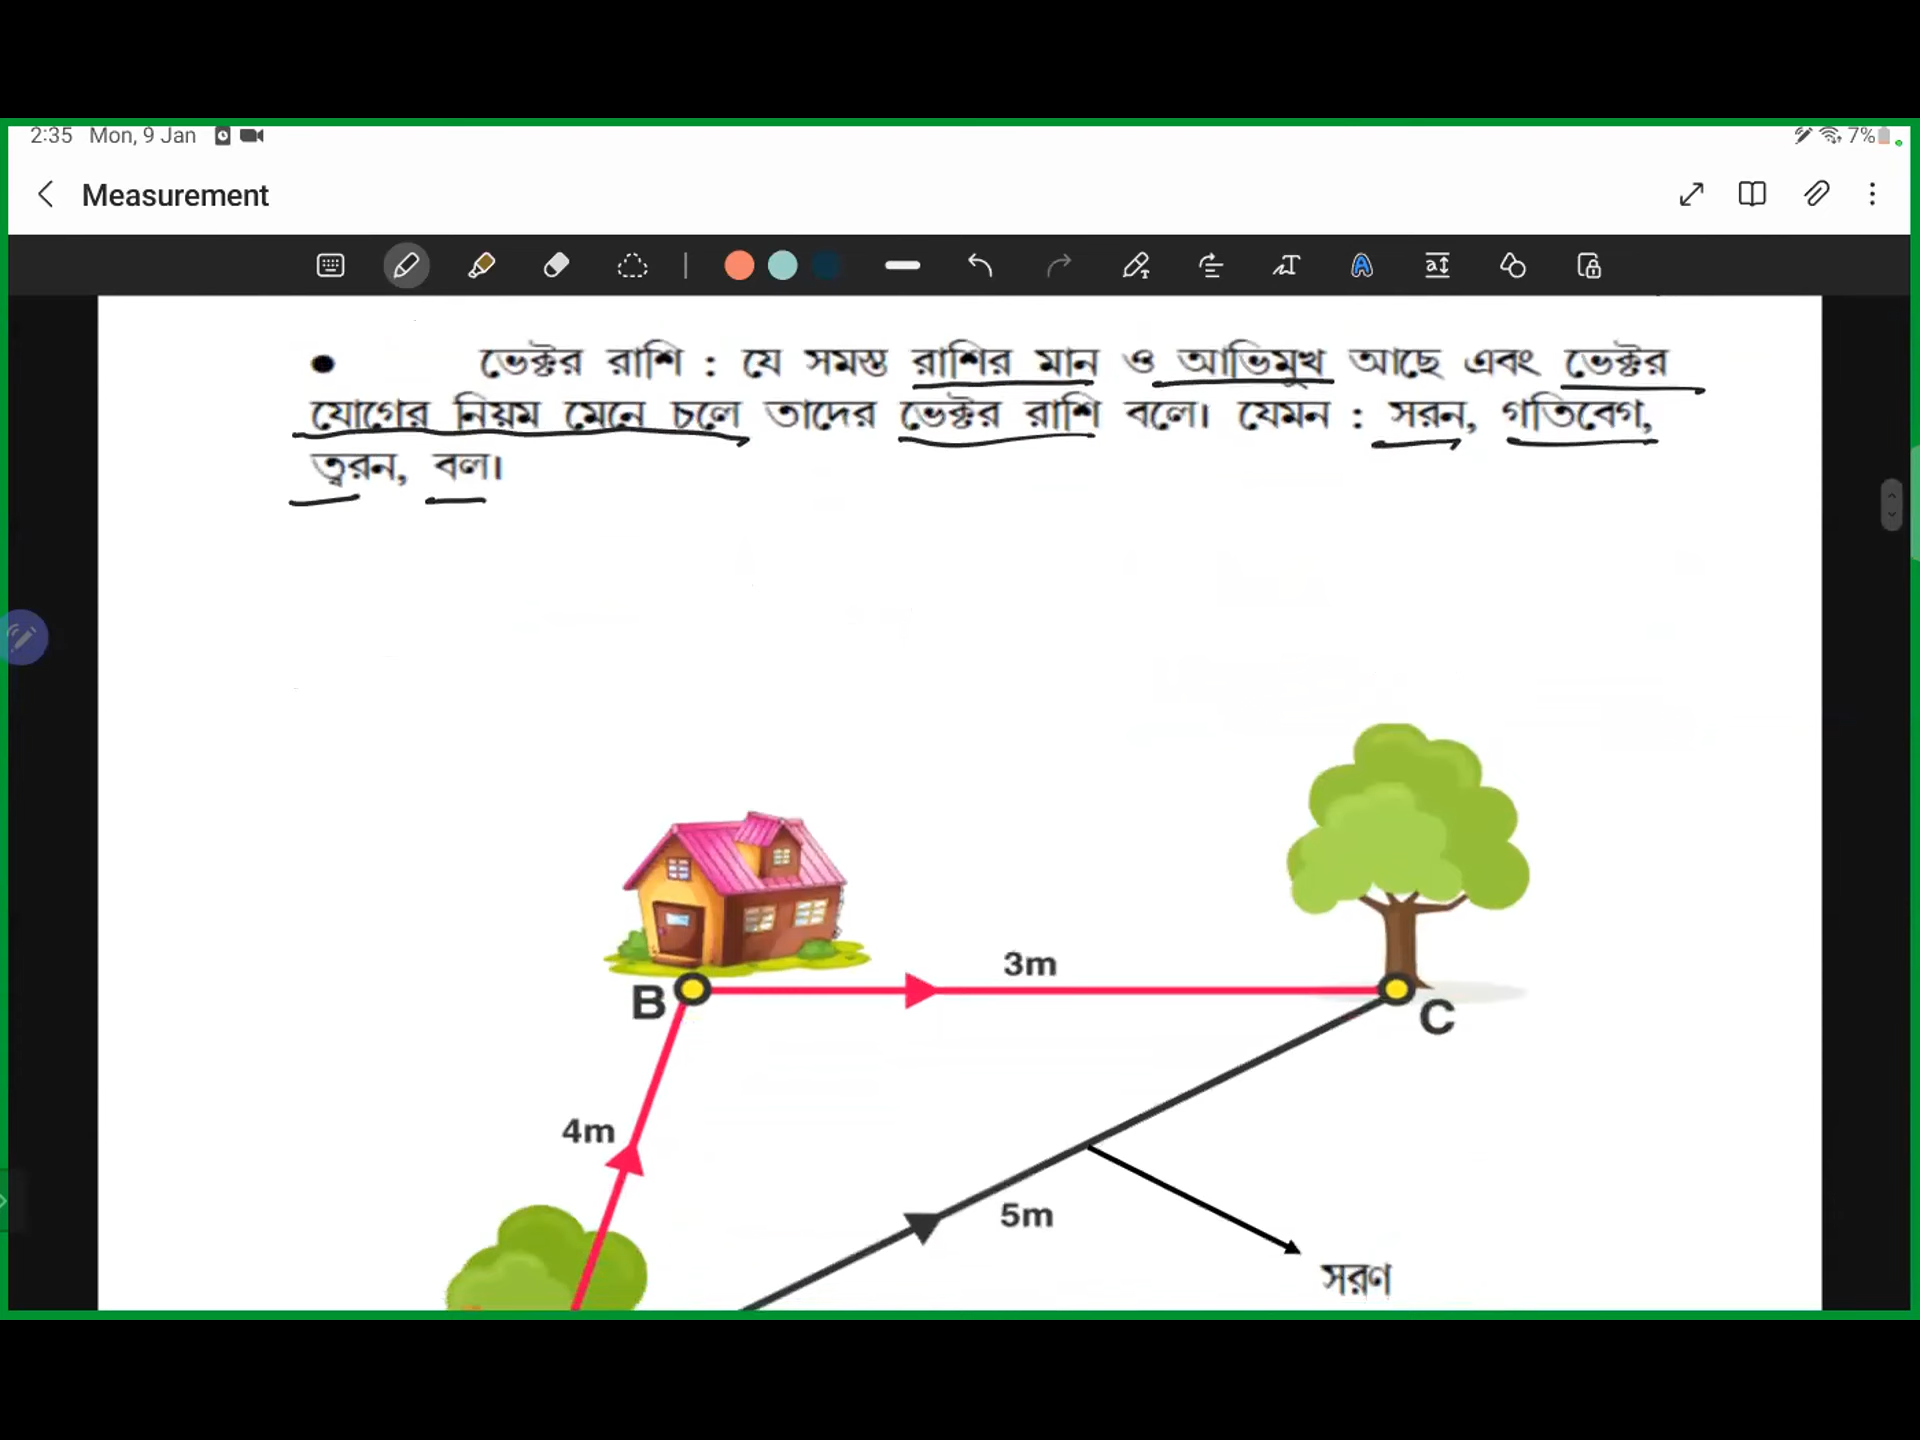 2:35 Mon, 9 Jan
7%
Measurement
ভেক্টর রাশি : যে সমস্ত রাশির মান ও আভিমুখ আছে এবং ভেক্টর
যোগের নিয়ম মেনে চলে তাদের ভেক্টর রাশি বলে। যেমন : সরন, গতিবেগ,
ত্বরন, বল।
3m
B
C
4m
5m
সরণ